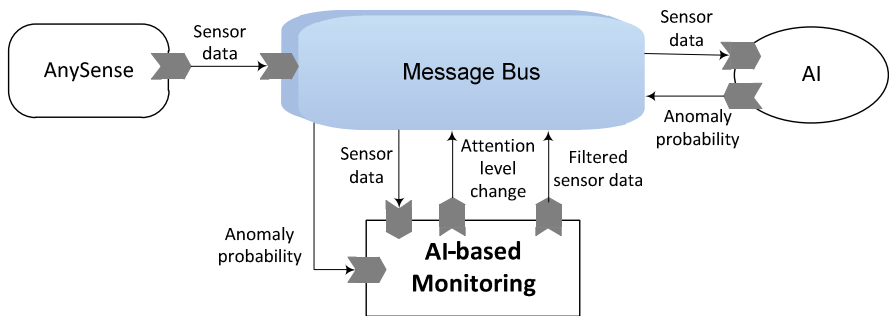 AnySense
Sensor
data
Message Bus
Sensor
data
AI
Anomaly
probability
Sensor
data
Attention
level
change
Filtered
sensor data
Anomaly
probability
AI-based
Monitoring